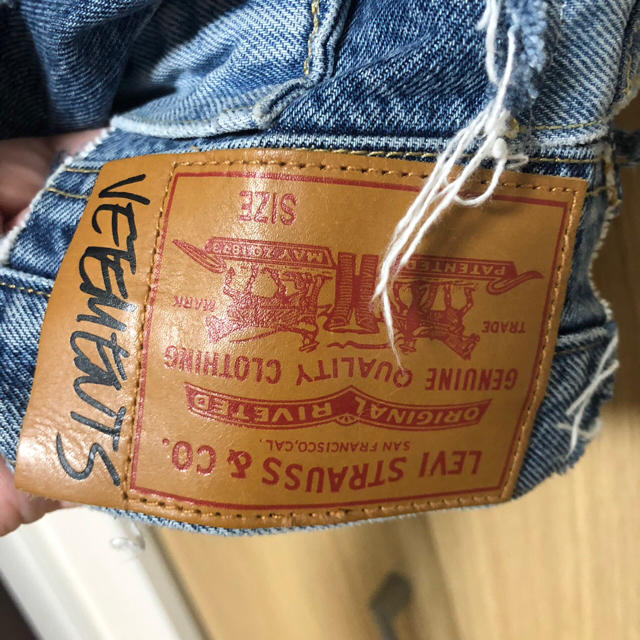 LEVI STRAUSS & CO.
SAN FRANCISCO, CAL.
ORIGINAL RIVETED
GENUINE QUALITY CLOTHING
TRADE MARK
PATENTED MAY 20 1873
SIZE
VETEMENTS